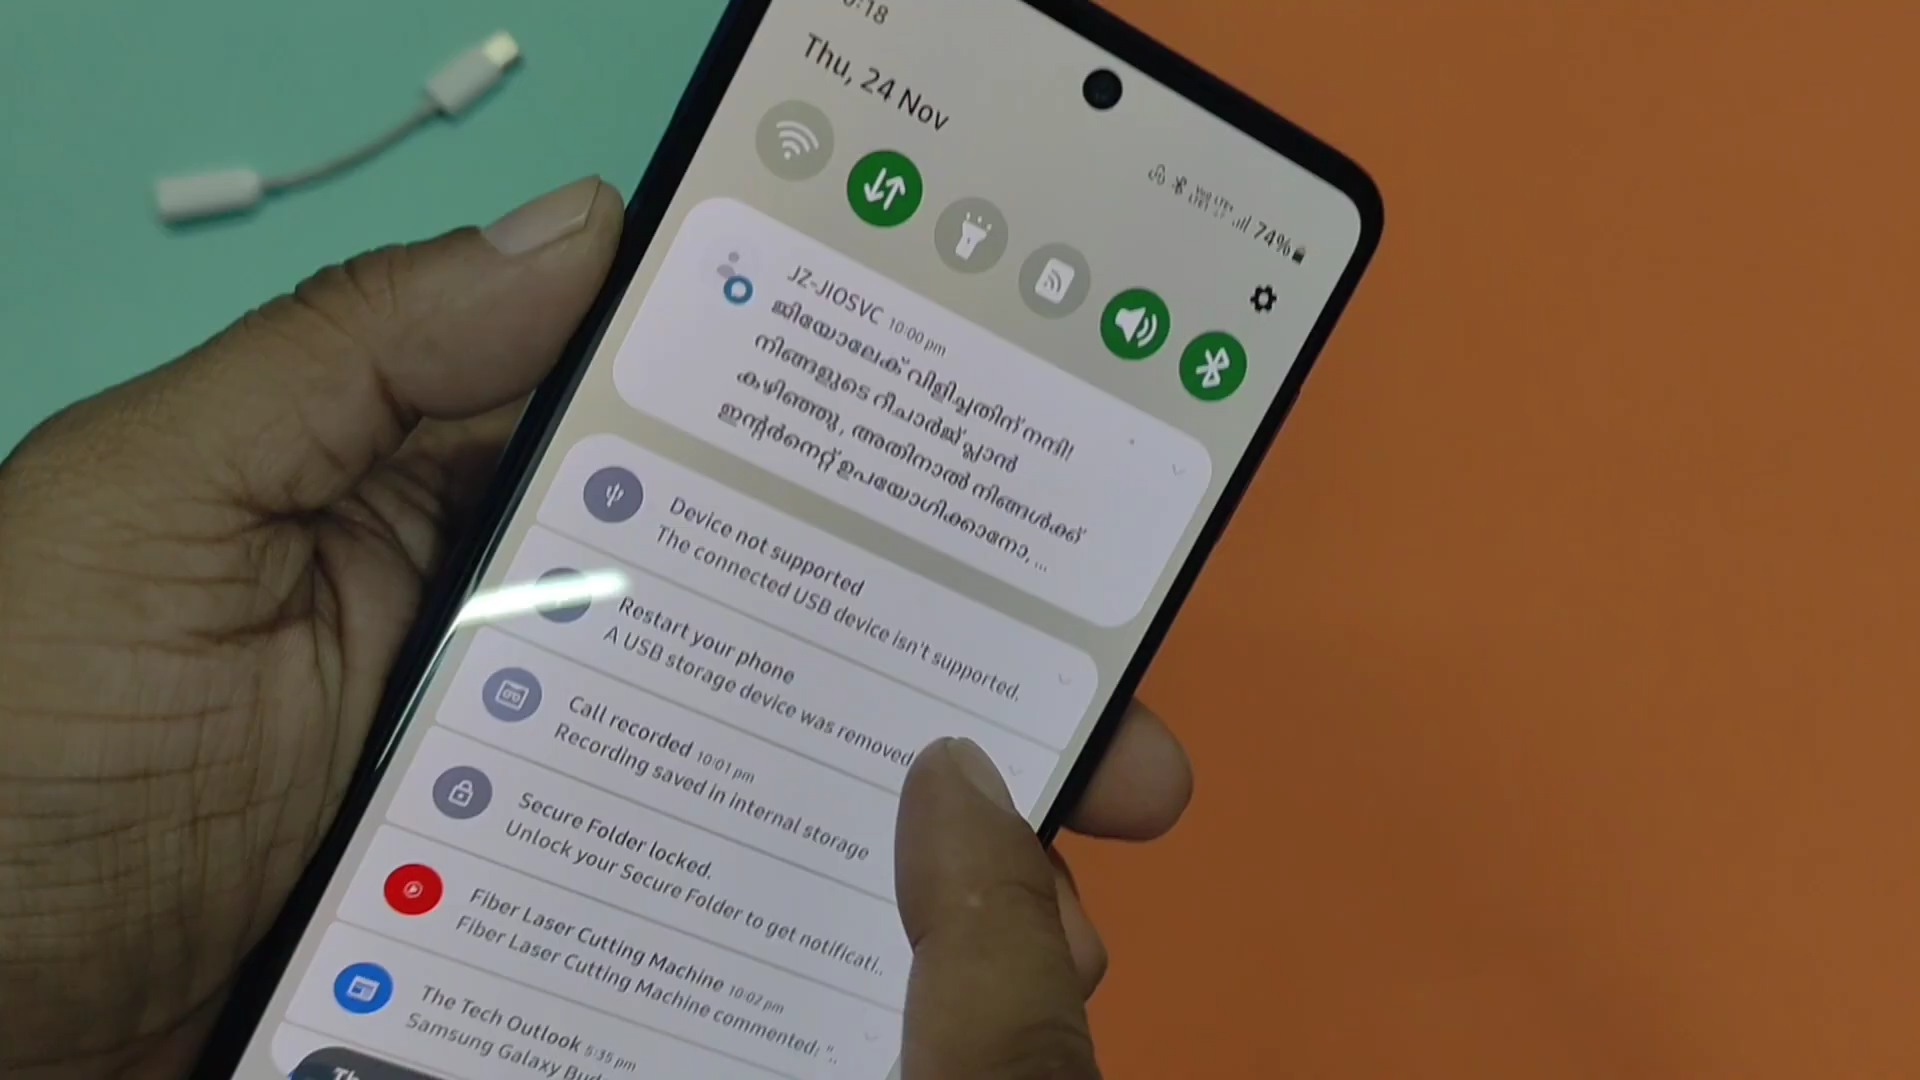 Thu, 24 Nov
74%
JZ-JIOSVC 10:00 pm
ജിയോലേക് വിളിച്ചതിന് നന്ദി!
നിങ്ങളുടെ റീചാർജ് പ്ലാൻ
കഴിഞ്ഞു, അതിനാൽ നിങ്ങൾക്ക്
ഇന്റർനെറ്റ് ഉപയോഗിക്കാനോ, ...
Device not supported
The connected USB device isn't supported.
Restart your phone
A USB storage device was removed
Call recorded 10:01 pm
Recording saved in internal storage
Secure Folder locked.
Unlock your Secure Folder to get notificati..
Fiber Laser Cutting Machine 10:02 pm
Fiber Laser Cutting Machine commented: "..
The Tech Outlook 5:35 pm
Samsung Galaxy